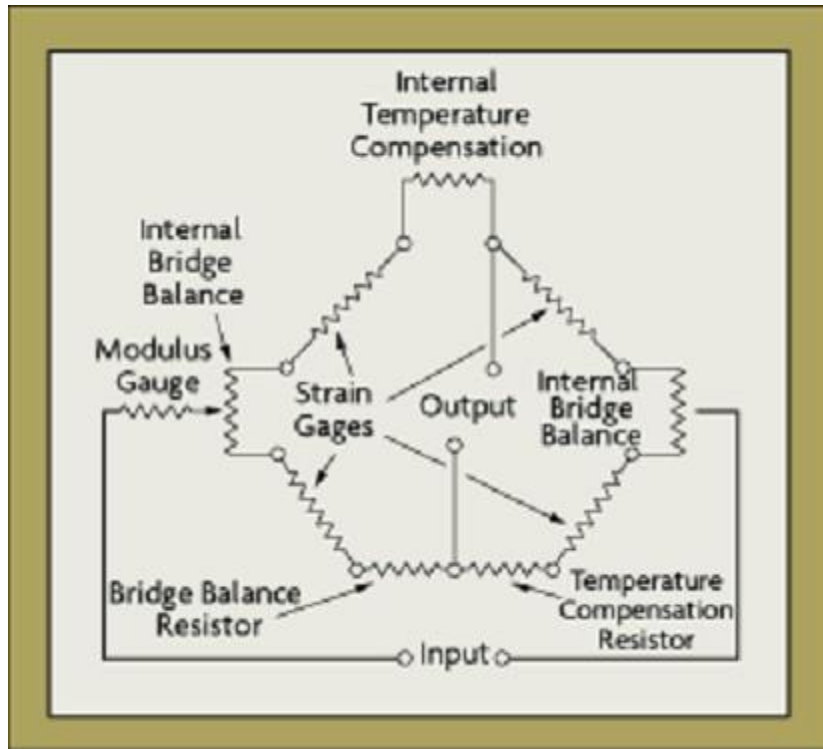 Internal
Temperature
Compensation
Internal
Bridge
Balance
Modulus
Gauge
Strain
Gages
Output
Internal
Bridge
Balance
Bridge Balance
Resistor
Temperature
Compensation
Resistor
Input